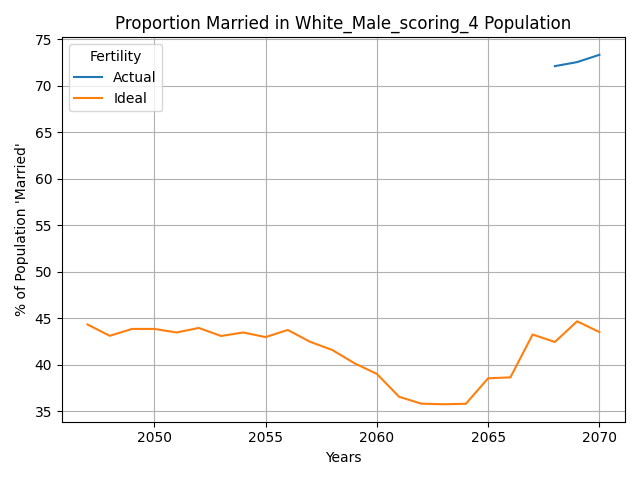 Proportion Married in White_Male_scoring_4 Population
75
70
65
60
55
50
45
40
35
% of Population 'Married'
Fertility
Actual
Ideal
2050
2055
2060
2065
2070
Years